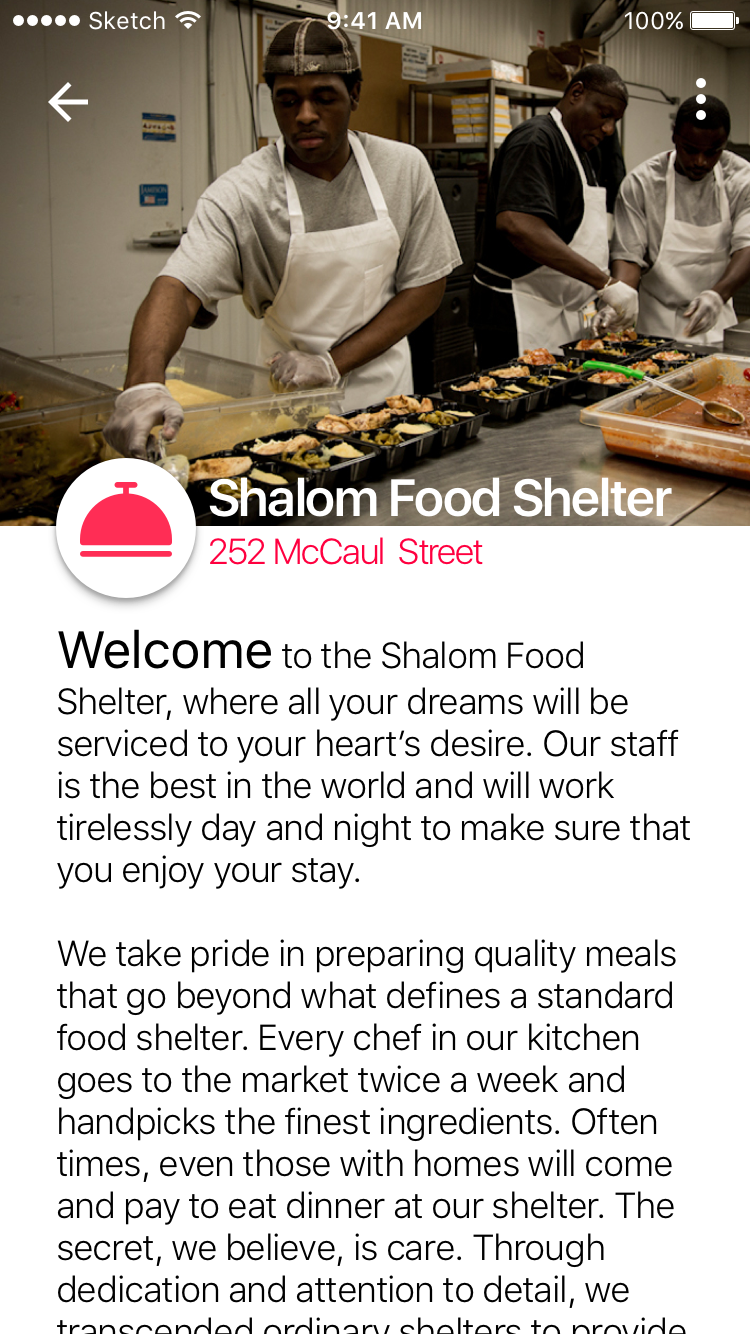 Sketch 9:41 AM 100%
Shalom Food Shelter
252 McCaul Street
Welcome to the Shalom Food
Shelter, where all your dreams will be
serviced to your heart’s desire. Our staff
is the best in the world and will work
tirelessly day and night to make sure that
you enjoy your stay.
We take pride in preparing quality meals
that go beyond what defines a standard
food shelter. Every chef in our kitchen
goes to the market twice a week and
handpicks the finest ingredients. Often
times, even those with homes will come
and pay to eat dinner at our shelter. The
secret, we believe, is care. Through
dedication and attention to detail, we
transcended ordinary shelters to provide